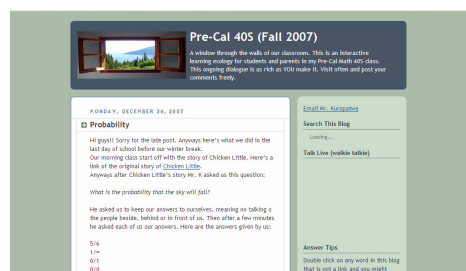 Pre-Cal 40S (Fall 2007)
A window through the walls of our classroom. This is an interactive
learning ecology for students and parents in my Pre-Cal Math 40S class.
This ongoing dialogue is as rich as YOU make it. Visit often and post your
comments freely.
MONDAY, DECEMBER 24, 2007
Probability
Hi guys!! Sorry for the late post. Anyways here's what we did in the
last day of school before our winter break.
Our morning class start off with the story of Chicken Little. Here's a
link of the original story of Chicken Little.
Anyways after Chicken Little's story Mr. K asked us this question:
What is the probability that the sky will fall?
He asked us to keep our answers to ourselves, meaning no talking o
the people beside, behind or in front of us. Then after a few minutes
he asked each of us our answers. Here are the answers given by us:
5/6
1/∞
0/1
0/0
Email Mr. Kuropatwa
Search This Blog
Loading...
Talk Live (walkie talkie)
Answer Tips
Double click on any word in this blog
that is not a link and you might